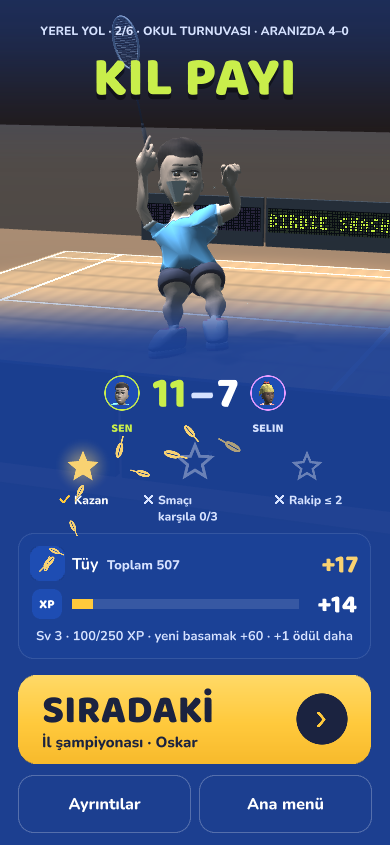 YEREL YOL · 2/6 · OKUL TURNUVASI · ARANIZDA 4–0
KIL PAYI
BIRDIE SMASH
11–7
SEN
SELIN
✓ Kazan
✕ Smaçı karşıla 0/3
✕ Rakip ≤ 2
Tüy Toplam 507 +17
XP +14
Sv 3 · 100/250 XP · yeni basamak +60 · +1 ödül daha
SIRADAKİ
İl şampiyonası · Oskar
Ayrıntılar
Ana menü